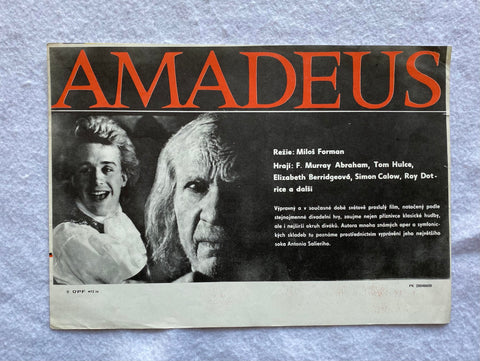 AMADEUS
Režie: Miloš Forman
Hrají: F. Murray Abraham, Tom Hulce,
Elizabeth Berridgeová, Simon Calow, Roy Dot-
rice a další
Výpravný a v současné době světově proslulý film, natočený podle
stejnojmenné divadelní hry, zaujme nejen příznivce klasické hudby,
ale i nejširší okruh diváků. Autora mnoha známých oper a symfonic-
kých skladeb tu poznáme prostřednictvím vyprávění jeho největšího
soka Antonia Salieriho.
OPF
PK